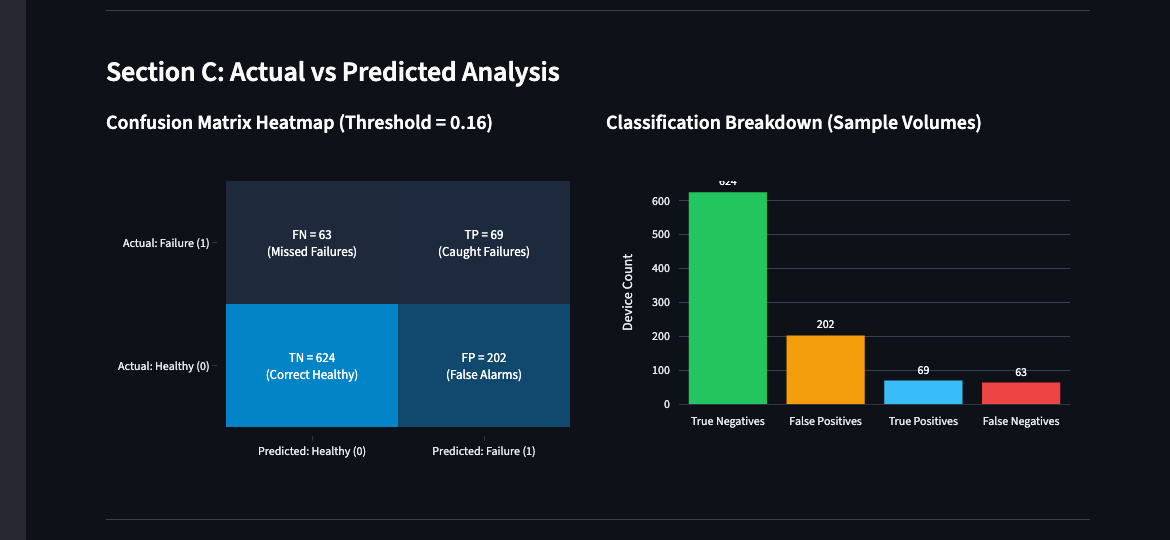 Section C: Actual vs Predicted Analysis
Confusion Matrix Heatmap (Threshold = 0.16)
Actual: Failure (1)
FN = 63
(Missed Failures)
TP = 69
(Caught Failures)
Actual: Healthy (0)
TN = 624
(Correct Healthy)
FP = 202
(False Alarms)
Predicted: Healthy (0)
Predicted: Failure (1)
Classification Breakdown (Sample Volumes)
Device Count
600
500
400
300
200
100
0
624
202
69
63
True Negatives
False Positives
True Positives
False Negatives